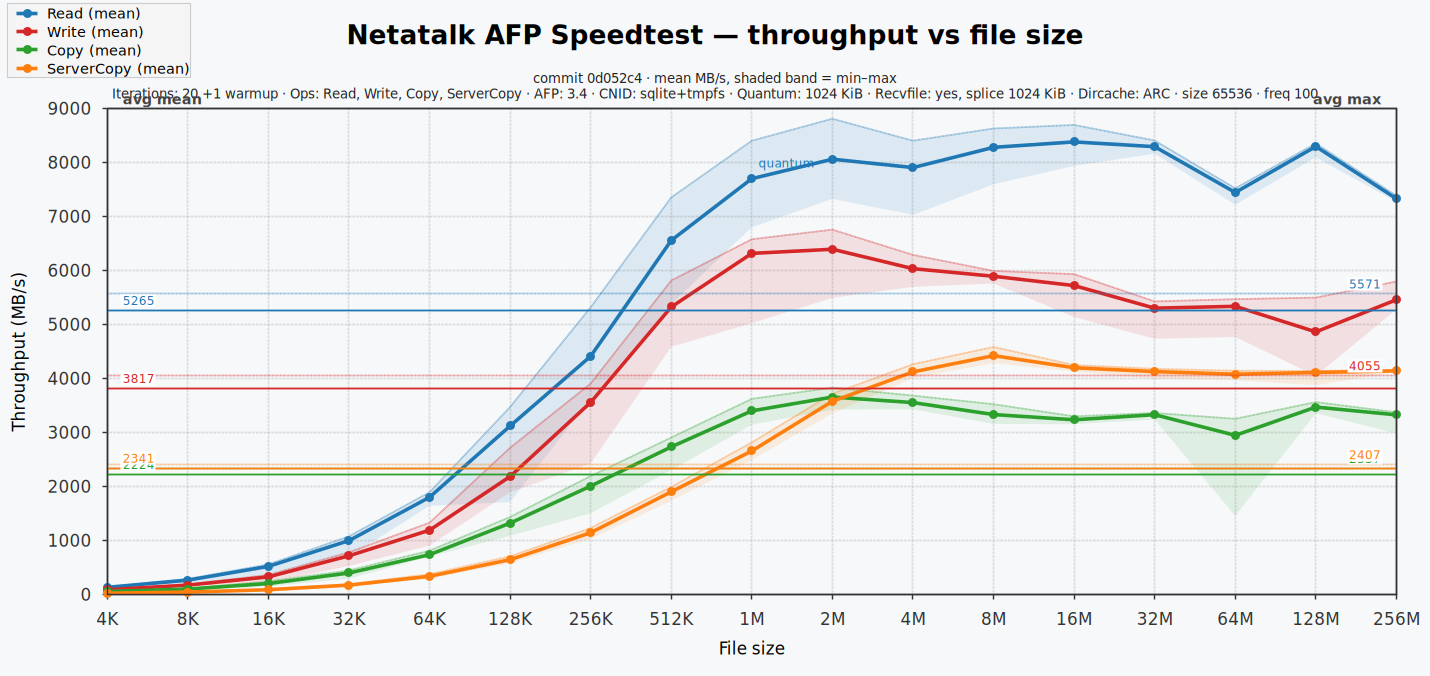 Read (mean)
Write (mean)
Copy (mean)
ServerCopy (mean)
Netatalk AFP Speedtest — throughput vs file size
commit 0d052c4 · mean MB/s, shaded band = min–max
Iterations: 20 +1 warmup · Ops: Read, Write, Copy, ServerCopy · AFP: 3.4 · CNID: sqlite+tmpfs · Quantum: 1024 KiB · Recvfile: yes, splice 1024 KiB · Dircache: ARC · size 65536 · freq 100
avg mean
avg max
9000
8000
7000
6000
5000
4000
3000
2000
1000
0
Throughput (MB/s)
quantum
5265
5571
3817
4055
2341
2407
2224
4K 8K 16K 32K 64K 128K 256K 512K 1M 2M 4M 8M 16M 32M 64M 128M 256M
File size